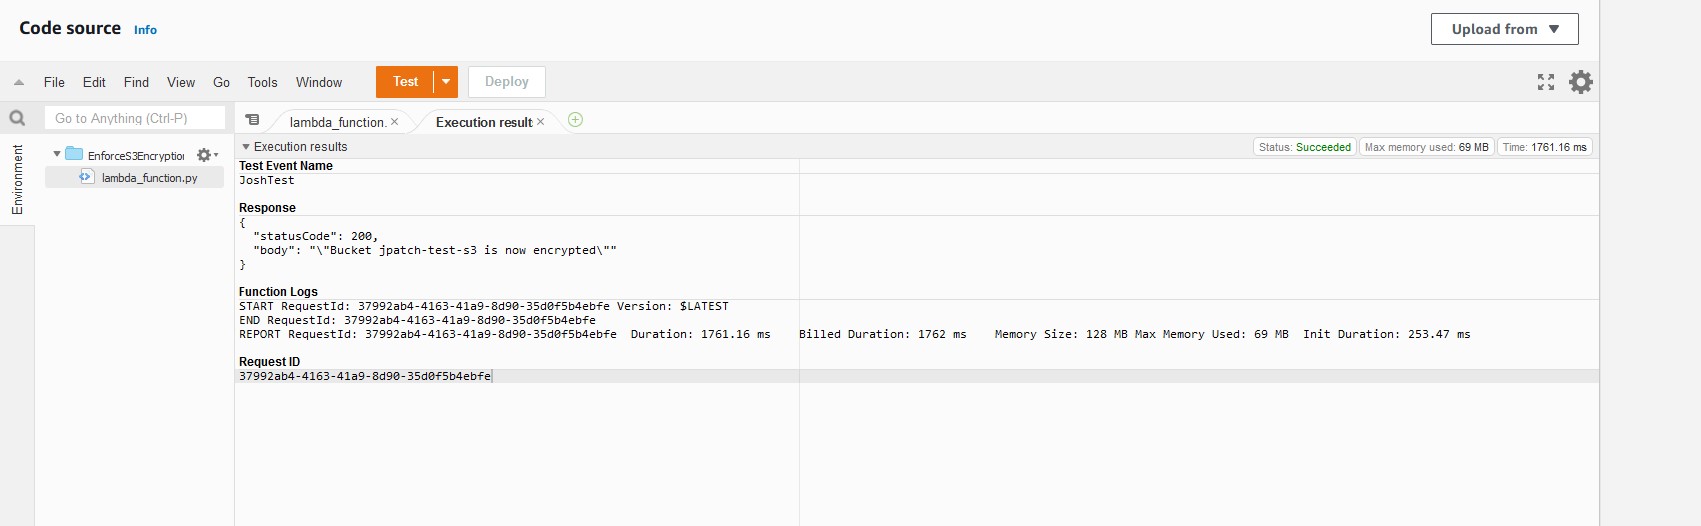 Code source Info
Upload from
File Edit Find View Go Tools Window Test Deploy
Go to Anything (Ctrl-P)
lambda_function. Execution result
Environment
EnforceS3Encryption
lambda_function.py
Execution results
Status: Succeeded Max memory used: 69 MB Time: 1761.16 ms
Test Event Name
JoshTest
Response
{
"statusCode": 200,
"body": "\"Bucket jpatch-test-s3 is now encrypted\""
}
Function Logs
START RequestId: 37992ab4-4163-41a9-8d90-35d0f5b4ebfe Version: $LATEST
END RequestId: 37992ab4-4163-41a9-8d90-35d0f5b4ebfe
REPORT RequestId: 37992ab4-4163-41a9-8d90-35d0f5b4ebfe Duration: 1761.16 ms Billed Duration: 1762 ms Memory Size: 128 MB Max Memory Used: 69 MB Init Duration: 253.47 ms
Request ID
37992ab4-4163-41a9-8d90-35d0f5b4ebfe